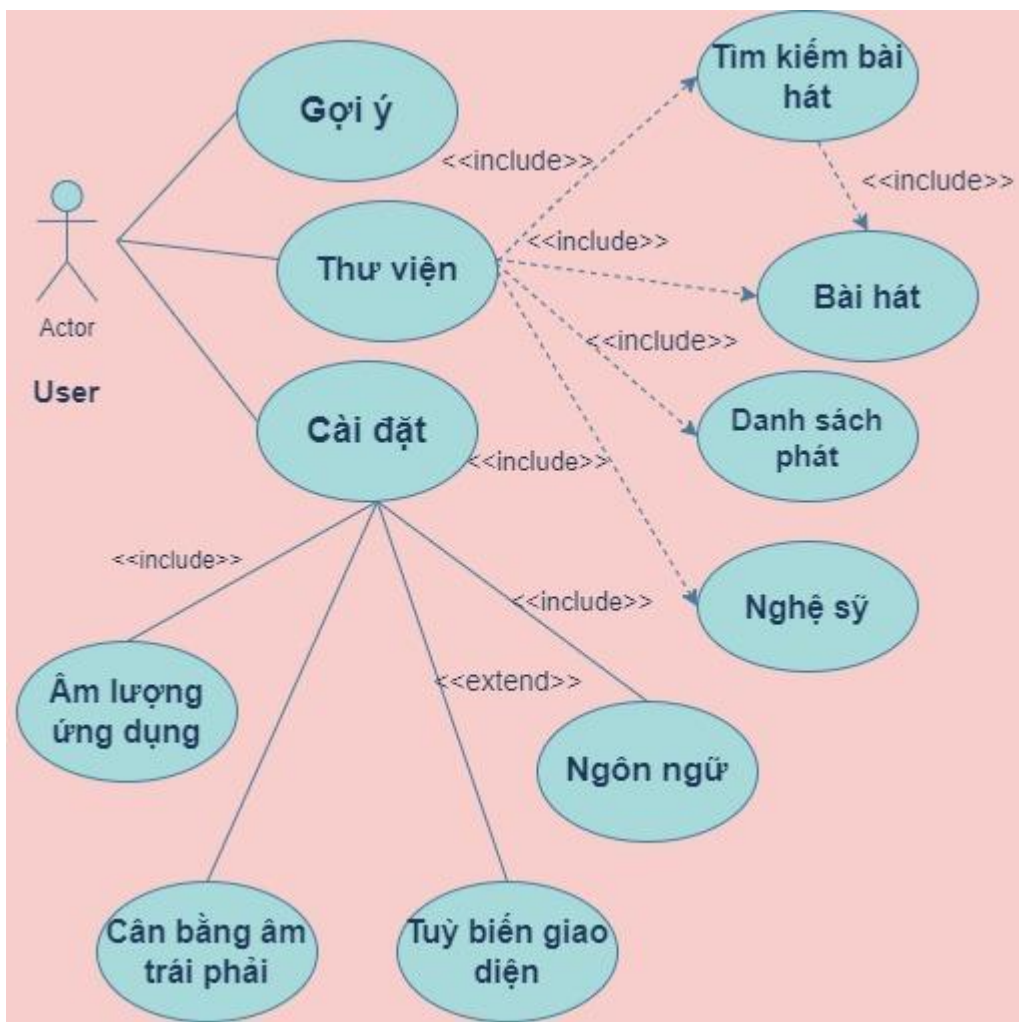 Tìm kiếm bài
hát
Gợi ý
<<include>>
<<include>>
<<include>>
Thư viện
Bài hát
Actor
<<include>>
User
Cài đặt
Danh sách
phát
<<include>>
<<include>>
<<include>>
Nghệ sỹ
<<extend>>
Âm lượng
ứng dụng
Ngôn ngữ
Cân bằng âm
trái phải
Tuỳ biến giao
diện